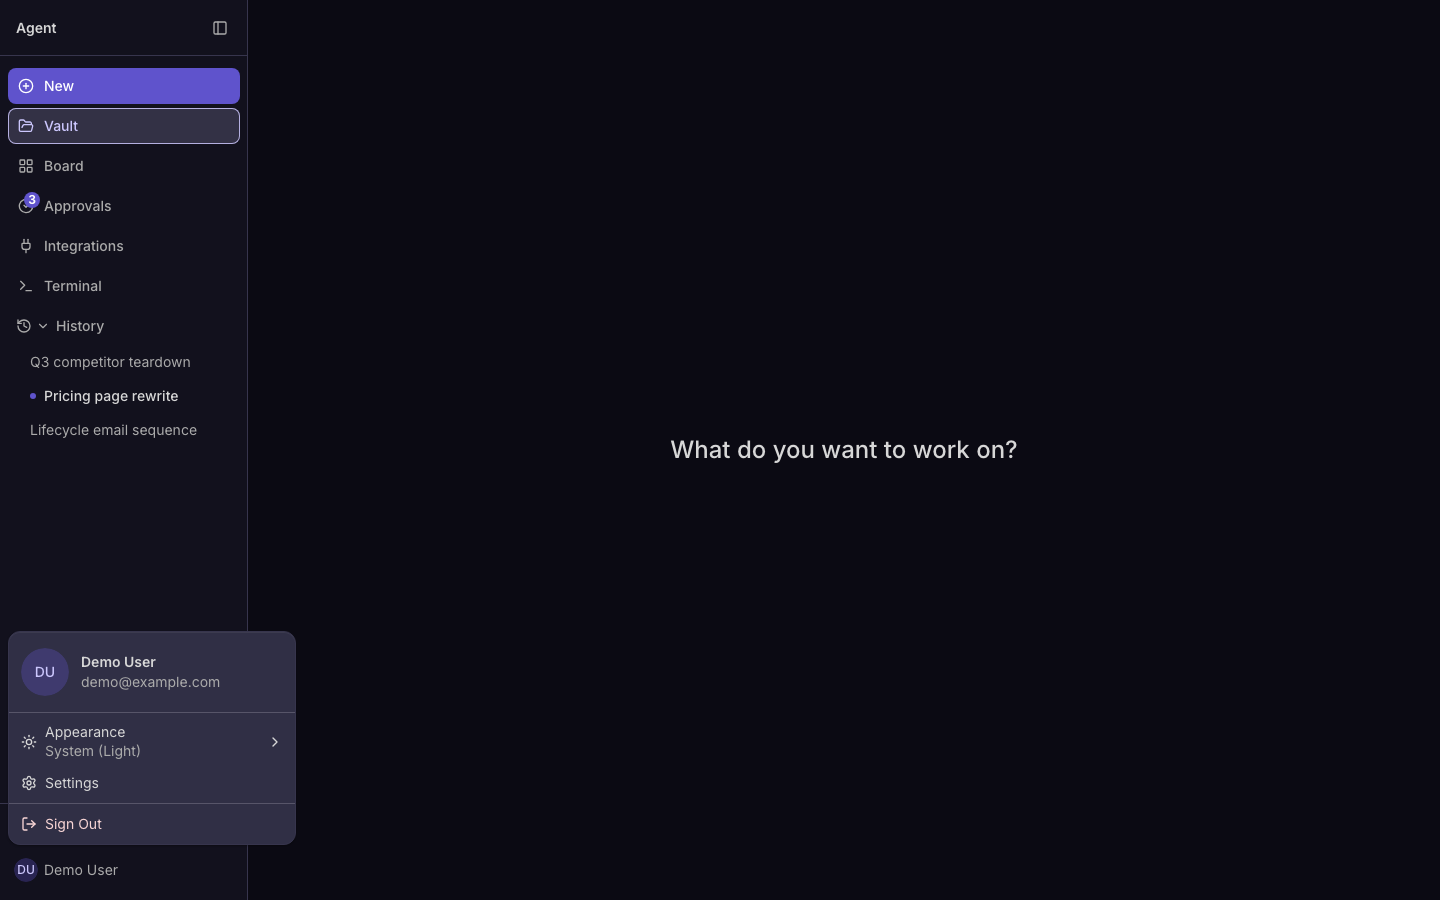 Agent
New
Vault
Board
3
Approvals
Integrations
Terminal
History
Q3 competitor teardown
Pricing page rewrite
Lifecycle email sequence
What do you want to work on?
DU
Demo User
demo@example.com
Appearance
System (Light)
Settings
Sign Out
DU
Demo User